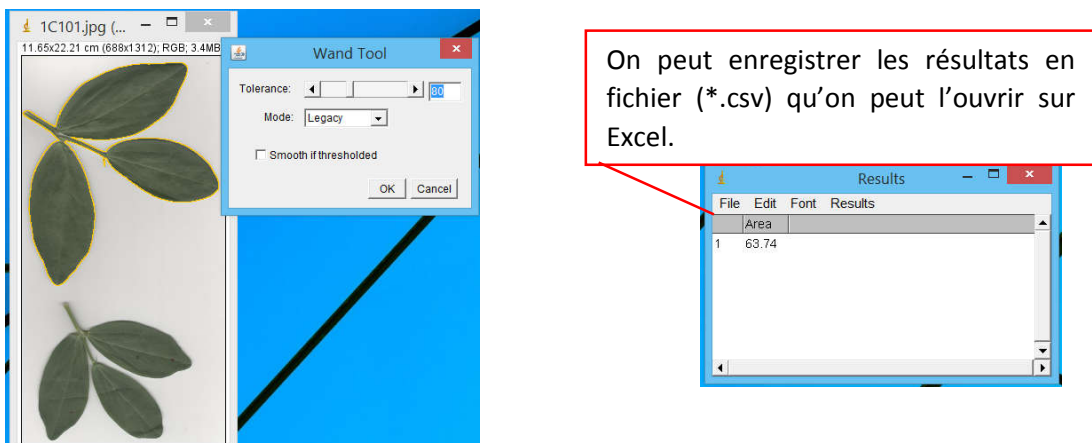 1C101.jpg (...
11.65x22.21 cm (688x1312); RGB; 3.4MB
Wand Tool
Tolerance: 80
Mode: Legacy
Smooth if thresholded
OK Cancel
On peut enregistrer les résultats en
fichier (*.csv) qu’on peut l’ouvrir sur
Excel.
Results
File Edit Font Results
Area
1 63.74